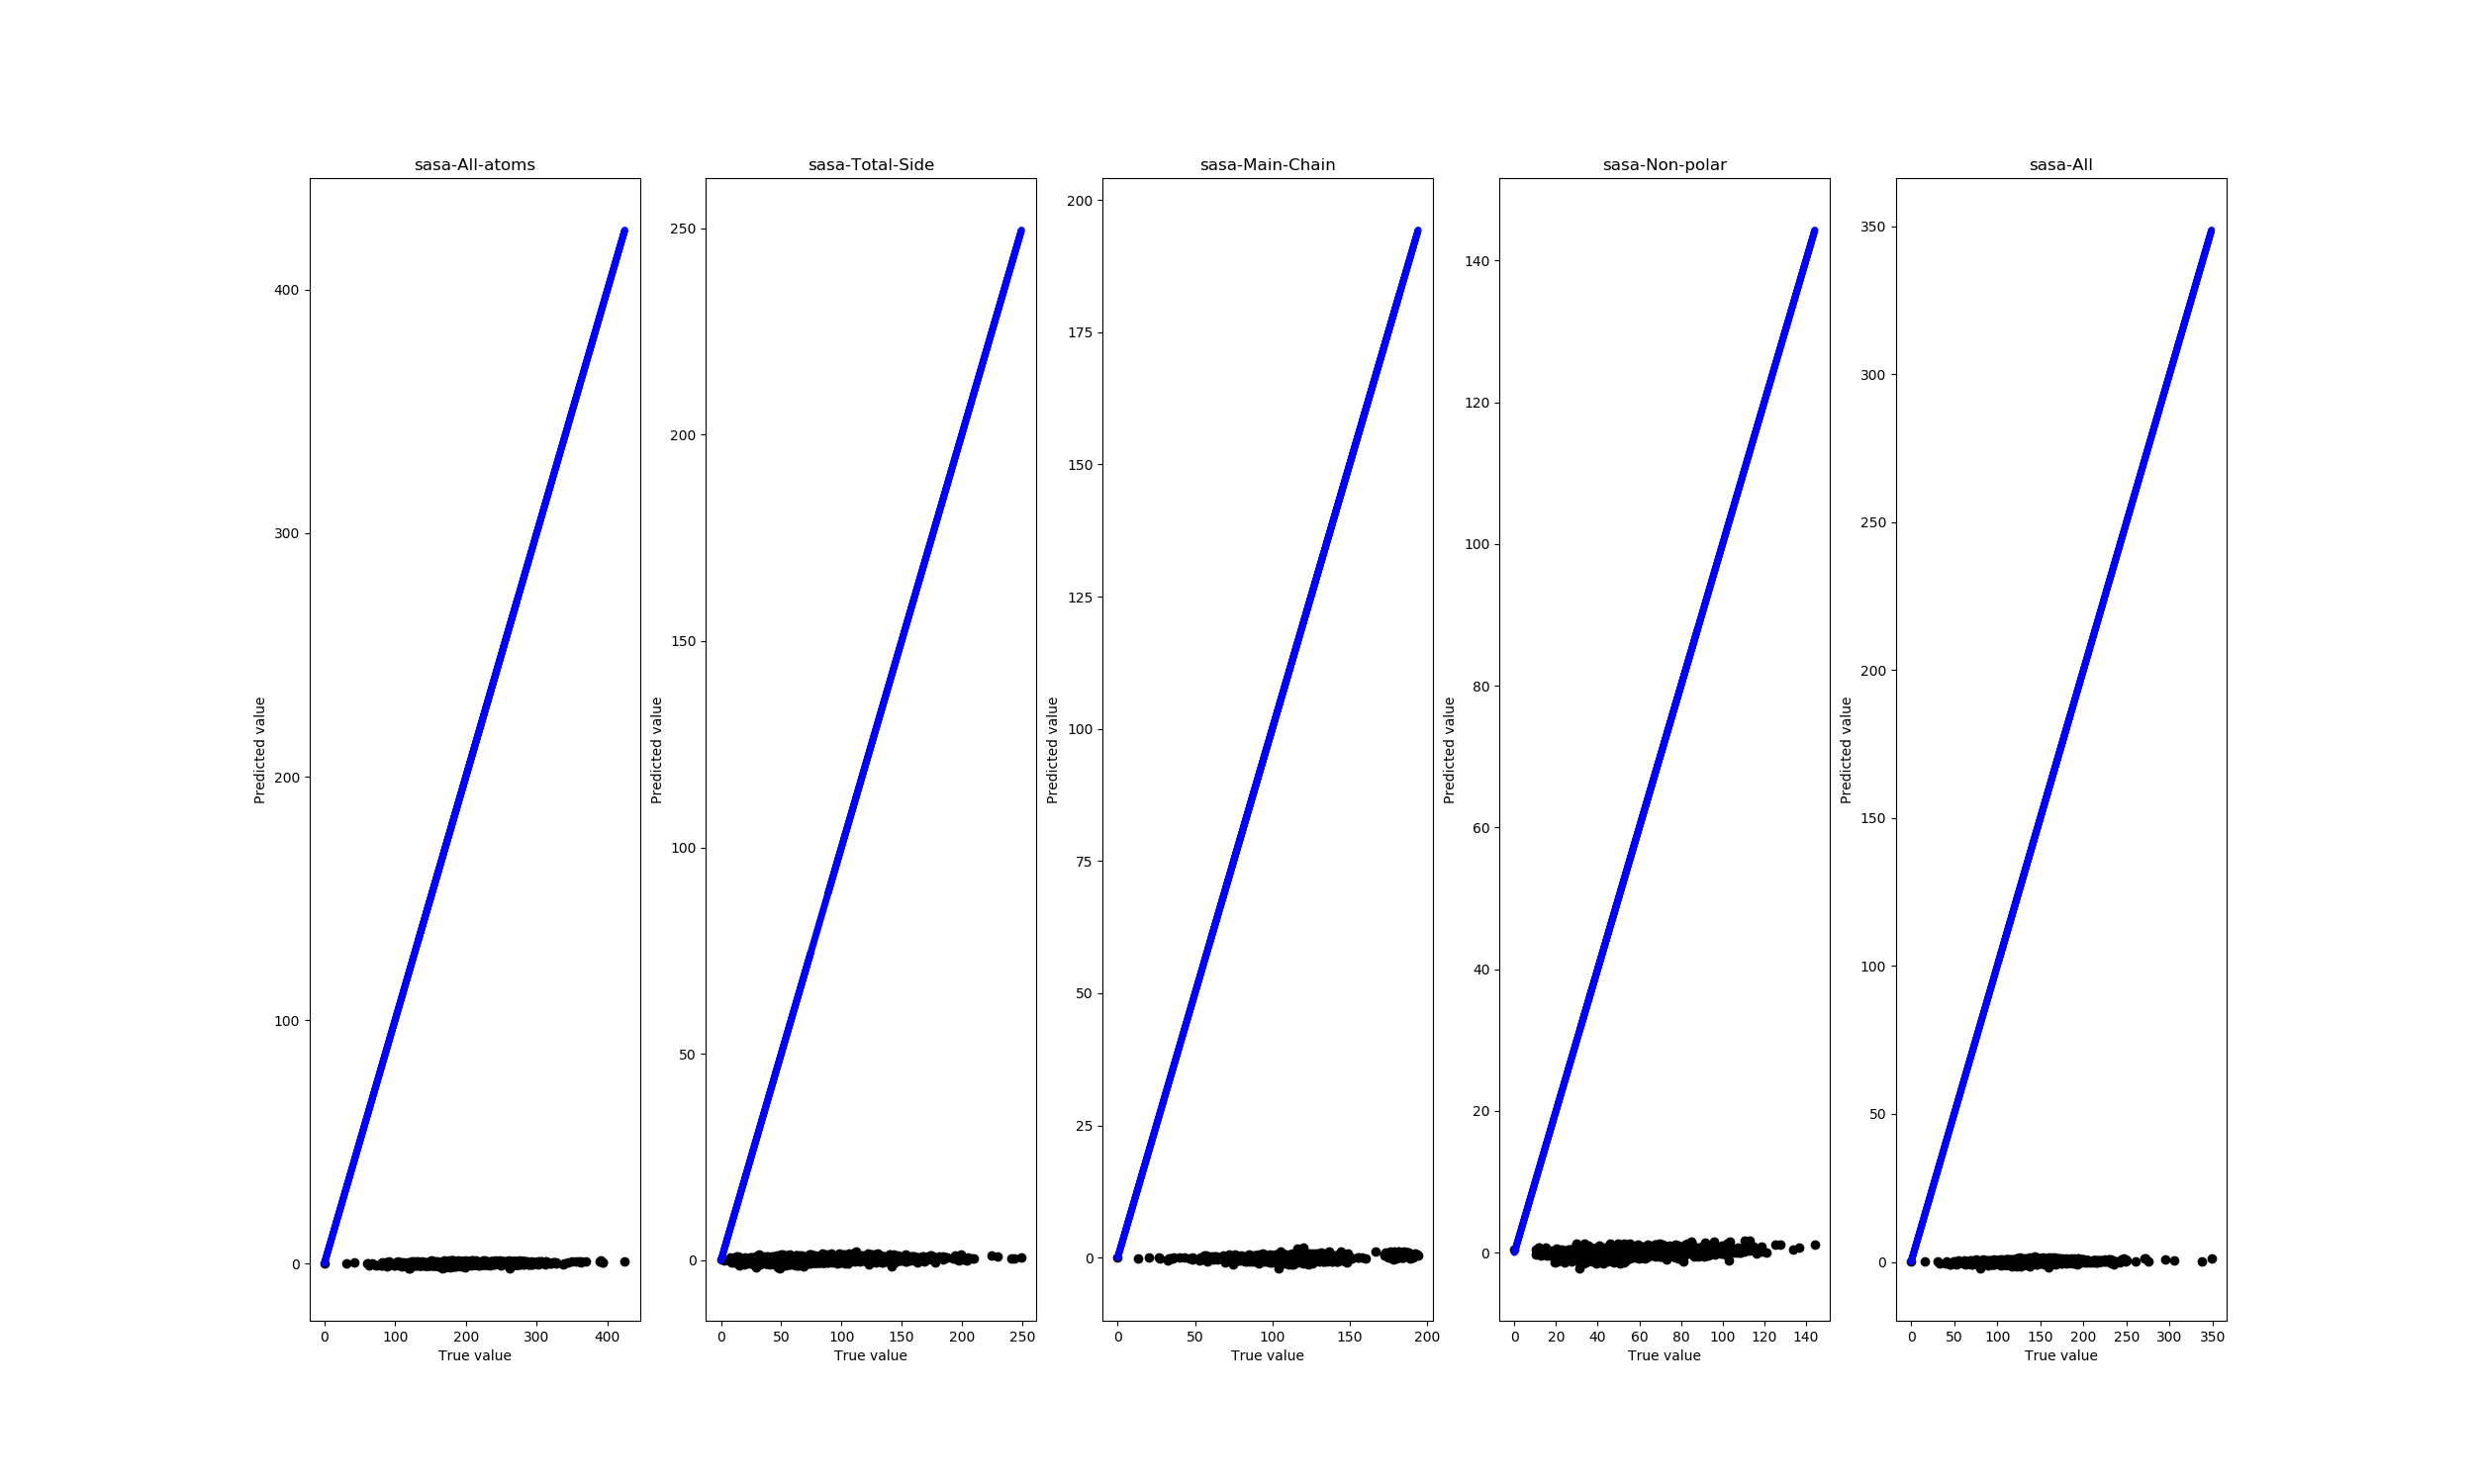 sasa-All-atoms
400
300
200
100
0
0 100 200 300 400
True value
Predicted value
sasa-Total-Side
250
200
150
100
50
0
0 50 100 150 200 250
True value
Predicted value
sasa-Main-Chain
200
175
150
125
100
75
50
25
0
0 50 100 150 200
True value
Predicted value
sasa-Non-polar
140
120
100
80
60
40
20
0
0 20 40 60 80 100 120 140
True value
Predicted value
sasa-All
350
300
250
200
150
100
50
0
0 50 100 150 200 250 300 350
True value
Predicted value